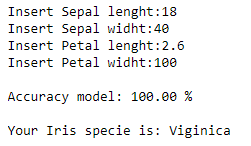 Insert Sepal lenght:18
Insert Sepal widht:40
Insert Petal lenght:2.6
Insert Petal widht:100
Accuracy model: 100.00 %
Your Iris specie is: Viginica